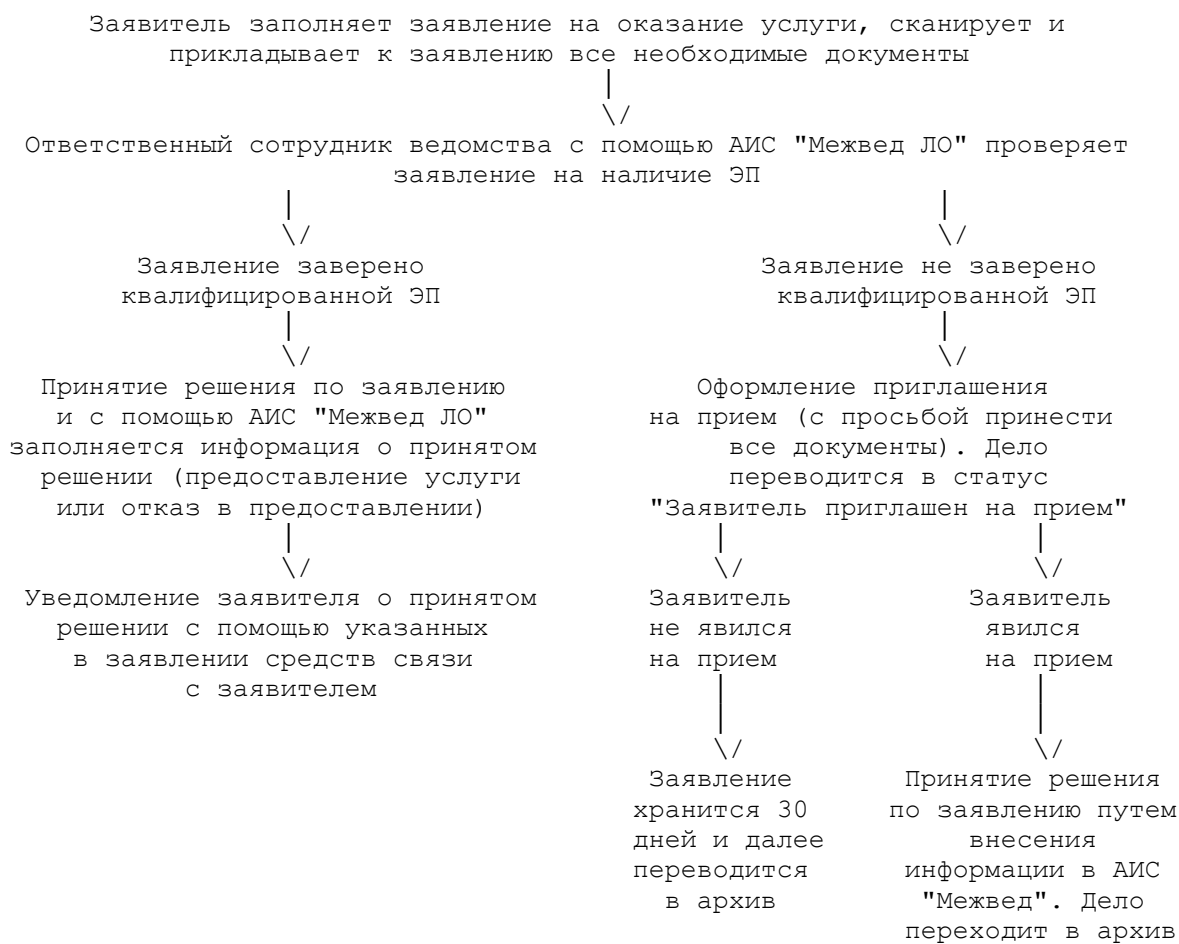 Заявитель заполняет заявление на оказание услуги, сканирует и
прикладывает к заявлению все необходимые документы
Ответственный сотрудник ведомства с помощью АИС "Межвед ЛО" проверяет
заявление на наличие ЭП
Заявление заверено
квалифицированной ЭП
Заявление не заверено
квалифицированной ЭП
Принятие решения по заявлению
и с помощью АИС "Межвед ЛО"
заполняется информация о принятом
решении (предоставление услуги
или отказ в предоставлении)
Оформление приглашения
на прием (с просьбой принести
все документы). Дело
переводится в статус
"Заявитель приглашен на прием"
Уведомление заявителя о принятом
решении с помощью указанных
в заявлении средств связи
с заявителем
Заявитель
не явился
на прием
Заявитель
явился
на прием
Заявление
хранится 30
дней и далее
переводится
в архив
Принятие решения
по заявлению путем
внесения
информации в АИС
"Межвед". Дело
переходит в архив